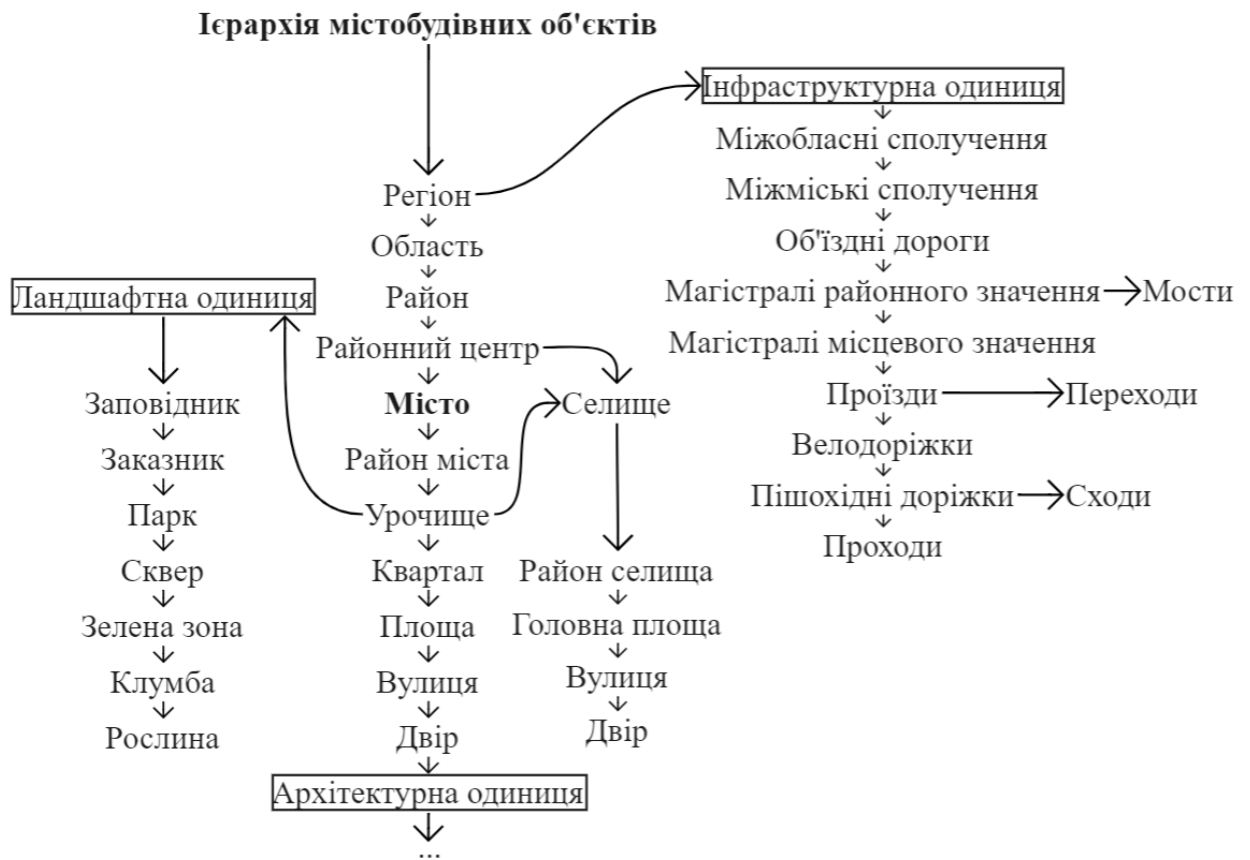 Ієрархія містобудівних об'єктів
Інфраструктурна одиниця
Міжобласні сполучення
Міжміські сполучення
Об'їздні дороги
Магістралі районного значення
Мости
Магістралі місцевого значення
Проїзди
Переходи
Велодоріжки
Пішохідні доріжки
Сходи
Проходи
Регіон
Область
Район
Районний центр
Місто
Район міста
Урочище
Квартал
Площа
Вулиця
Двір
Архітектурна одиниця
...
Селище
Район селища
Головна площа
Вулиця
Двір
Ландшафтна одиниця
Заповідник
Заказник
Парк
Сквер
Зелена зона
Клумба
Рослина